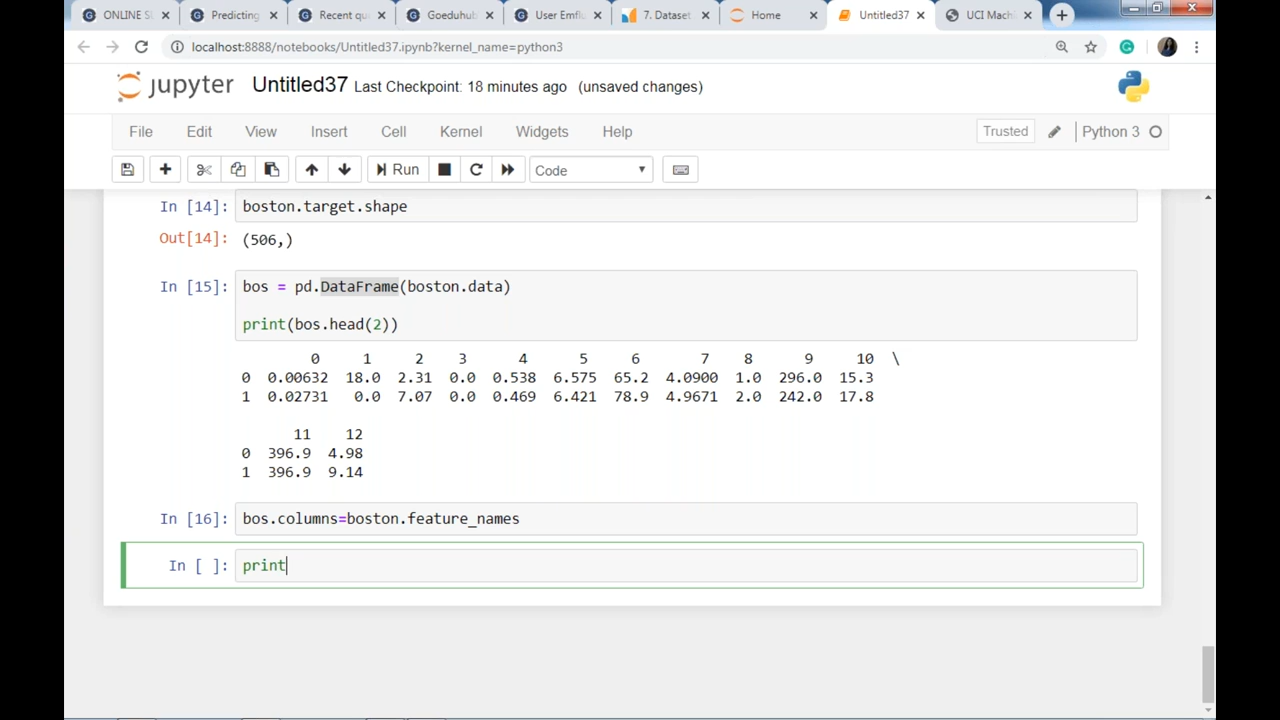 ONLINE SU
Predicting
Recent qu
Goeduhub
User Emflu
7. Dataset
Home
Untitled37
UCI Machi
localhost:8888/notebooks/Untitled37.ipynb?kernel_name=python3
jupyter Untitled37 Last Checkpoint: 18 minutes ago (unsaved changes)
File Edit View Insert Cell Kernel Widgets Help Trusted Python 3
Run Code
In [14]: boston.target.shape
Out[14]: (506,)
In [15]: bos = pd.DataFrame(boston.data)
print(bos.head(2))
0 1 2 3 4 5 6 7 8 9 10 \
0 0.00632 18.0 2.31 0.0 0.538 6.575 65.2 4.0900 1.0 296.0 15.3
1 0.02731 0.0 7.07 0.0 0.469 6.421 78.9 4.9671 2.0 242.0 17.8
11 12
0 396.9 4.98
1 396.9 9.14
In [16]: bos.columns=boston.feature_names
In [ ]: print